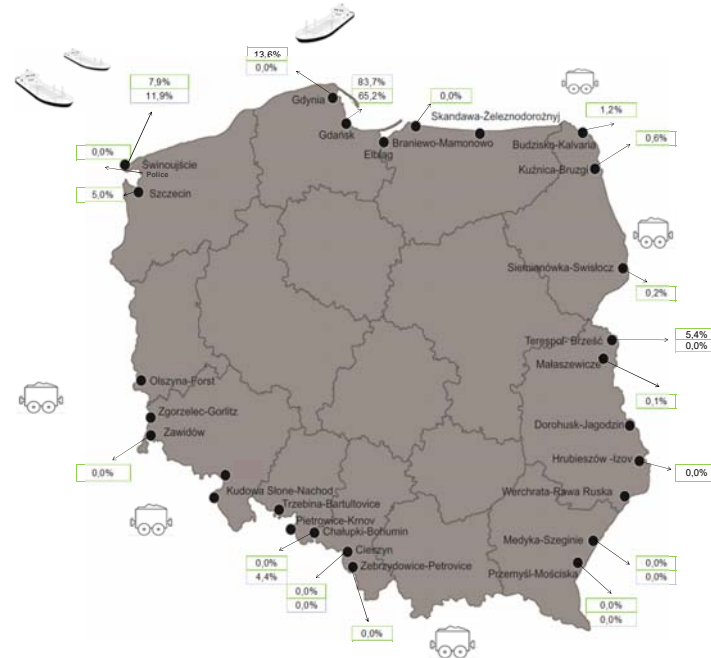 13,6%
0,0%
7,9%
11,9%
83,7%
65,2%
0,0%
1,2%
0,6%
Gdynia
Gdańsk
Elbląg
Skandawa-Železnodorożnyj
Braniewo-Mamonowo
Budzisko-Kalvaria
Kuźnica-Bruzgi
0,0%
Świnoujście
Police
5,0%
Szczecin
Siemianówka-Swisłocz
0,2%
Terespol- Brześć
5,4%
0,0%
Małaszewicze
0,1%
Olszyna-Forst
Zgorzelec-Gorlitz
Zawidów
0,0%
Dorohusk-Jagodzin
Hrubieszów -Izov
0,0%
Werchrata-Rawa Ruska
Kudowa Słone-Nachod
Trzebina-Bartultovice
Pietrowice-Krnov
Chałupki-Bohumin
Cieszyn
Zebrzydowice-Petrovice
Medyka-Szeginie
Przemyśl-Mościska
0,0%
4,4%
0,0%
0,0%
0,0%
0,0%
0,0%
0,0%
0,0%